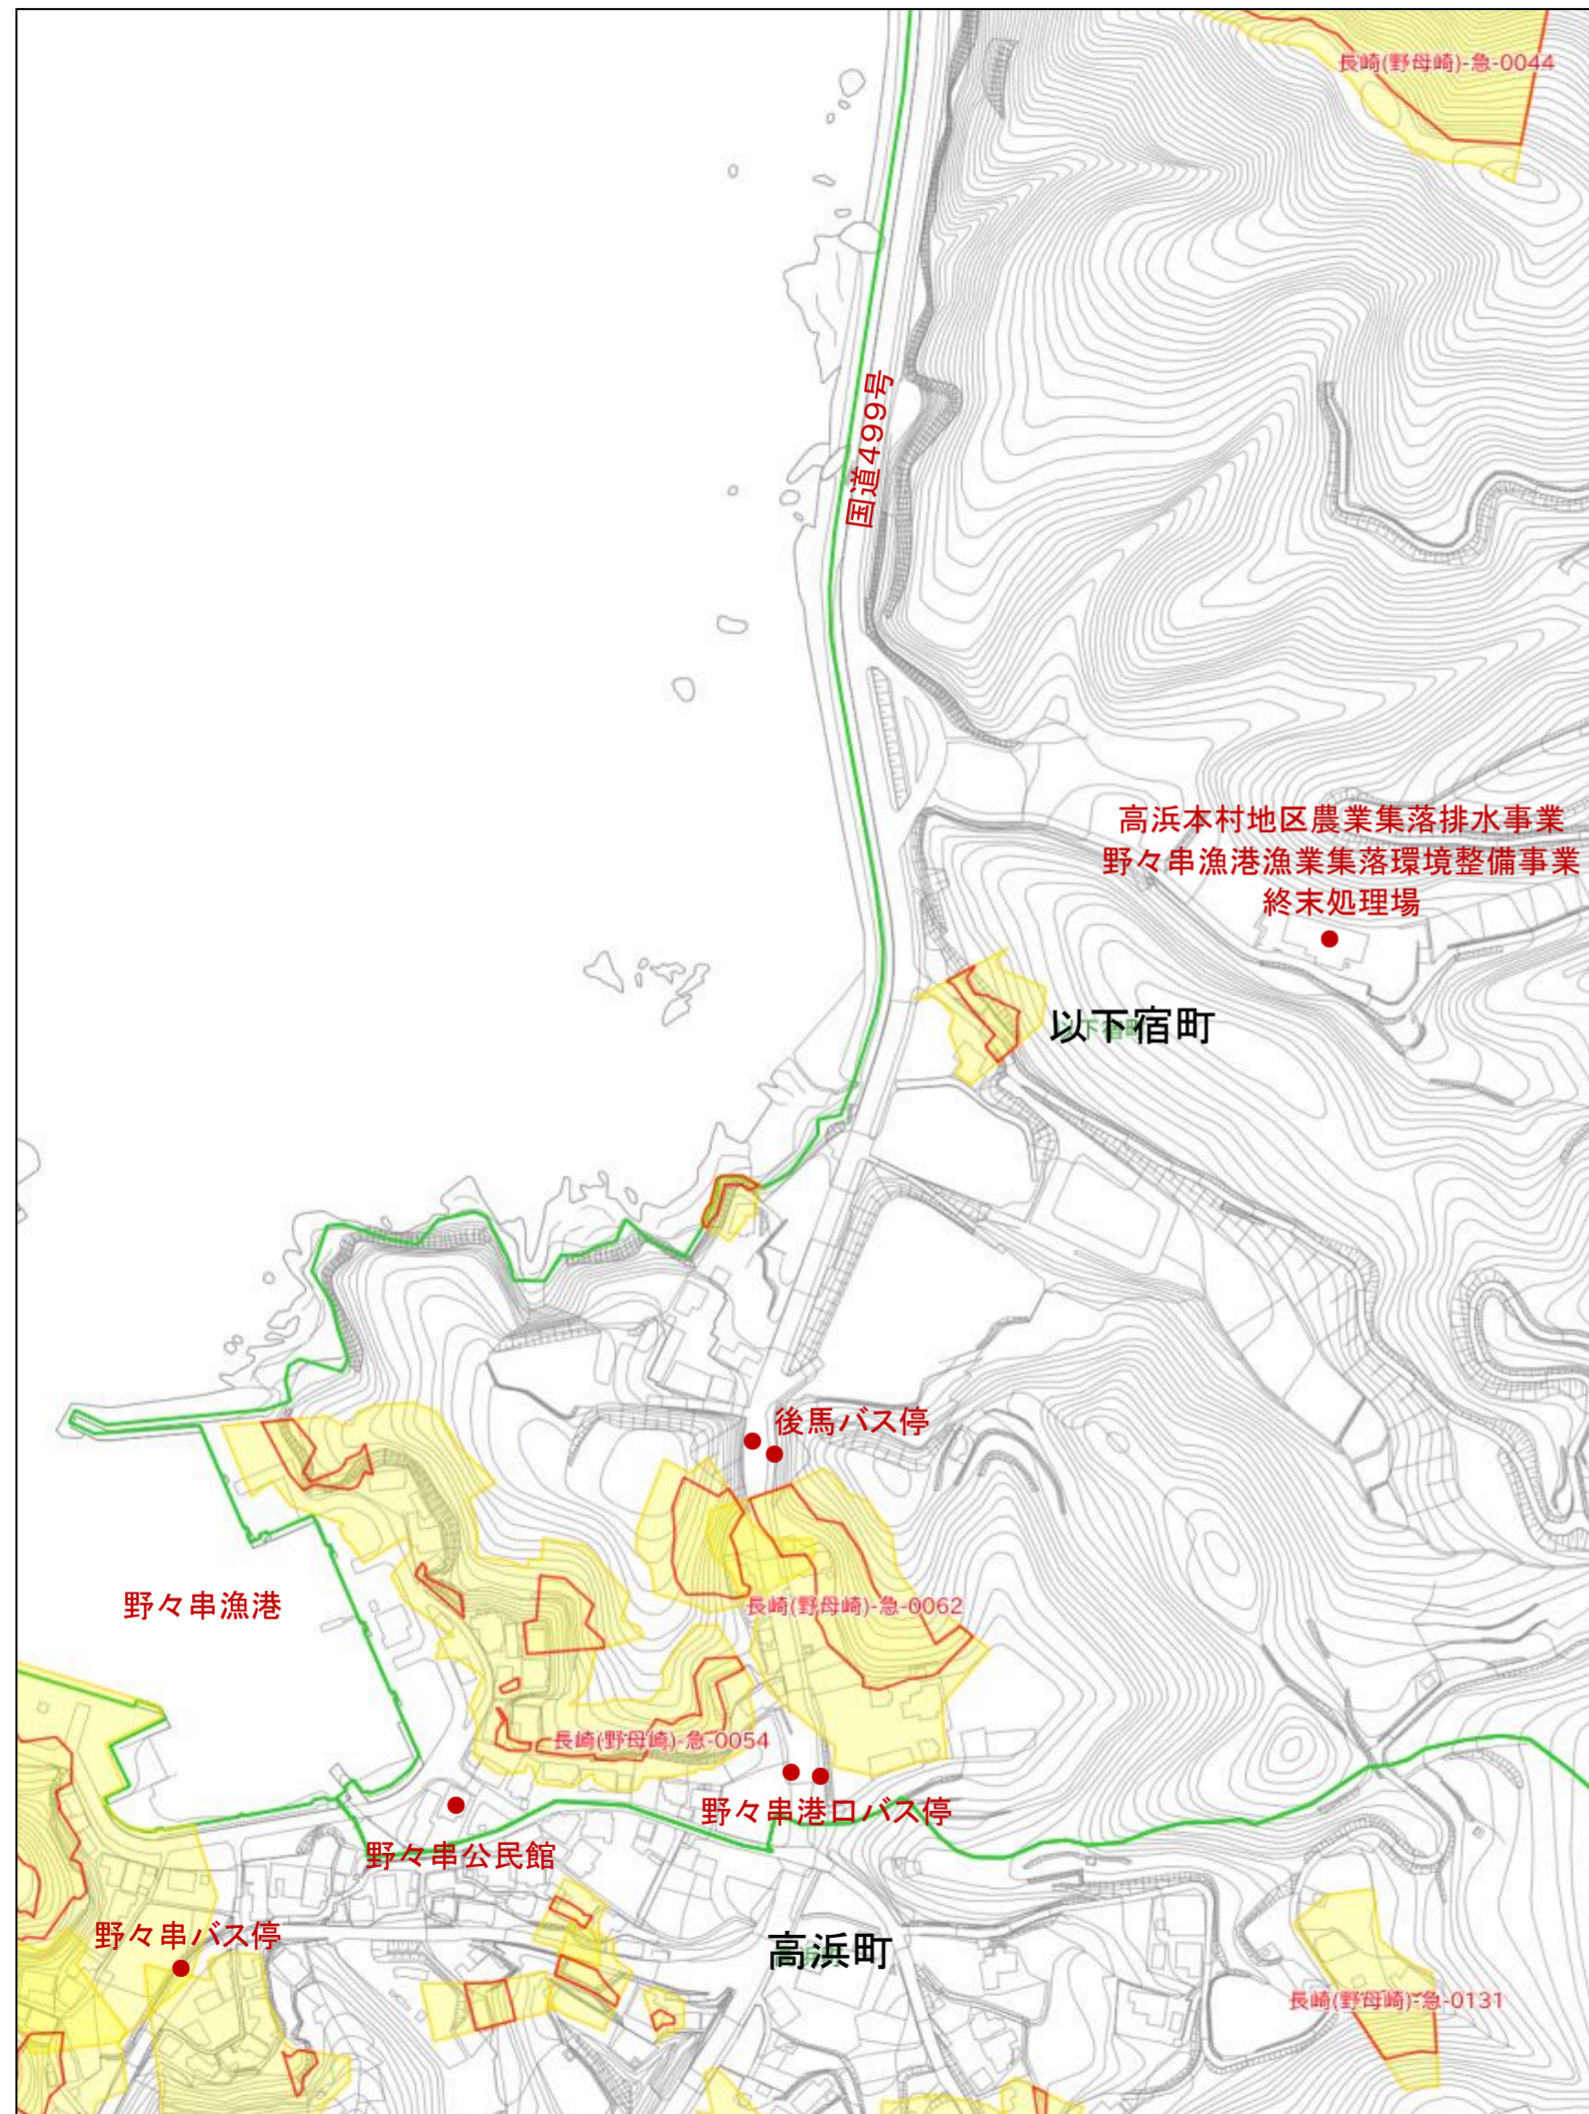 長崎(野母崎)-急-0044
国道499号
高浜本村地区農業集落排水事業
野々串漁港漁業集落環境整備事業
終末処理場
以下宿町
後馬バス停
野々串漁港
長崎(野母崎)-急-0062
長崎(野母崎)-急-0054
野々串港口バス停
野々串公民館
野々串バス停
高浜町
長崎(野母崎)-急-0131